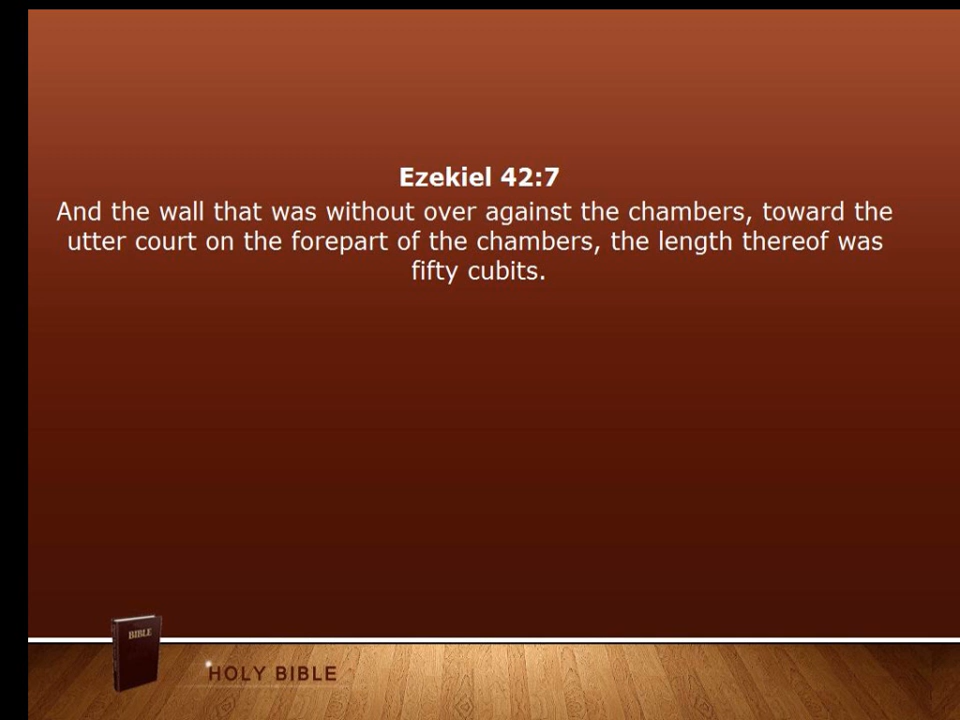 Ezekiel 42:7
And the wall that was without over against the chambers, toward the
utter court on the forepart of the chambers, the length thereof was
fifty cubits.
BIBLE
HOLY BIBLE